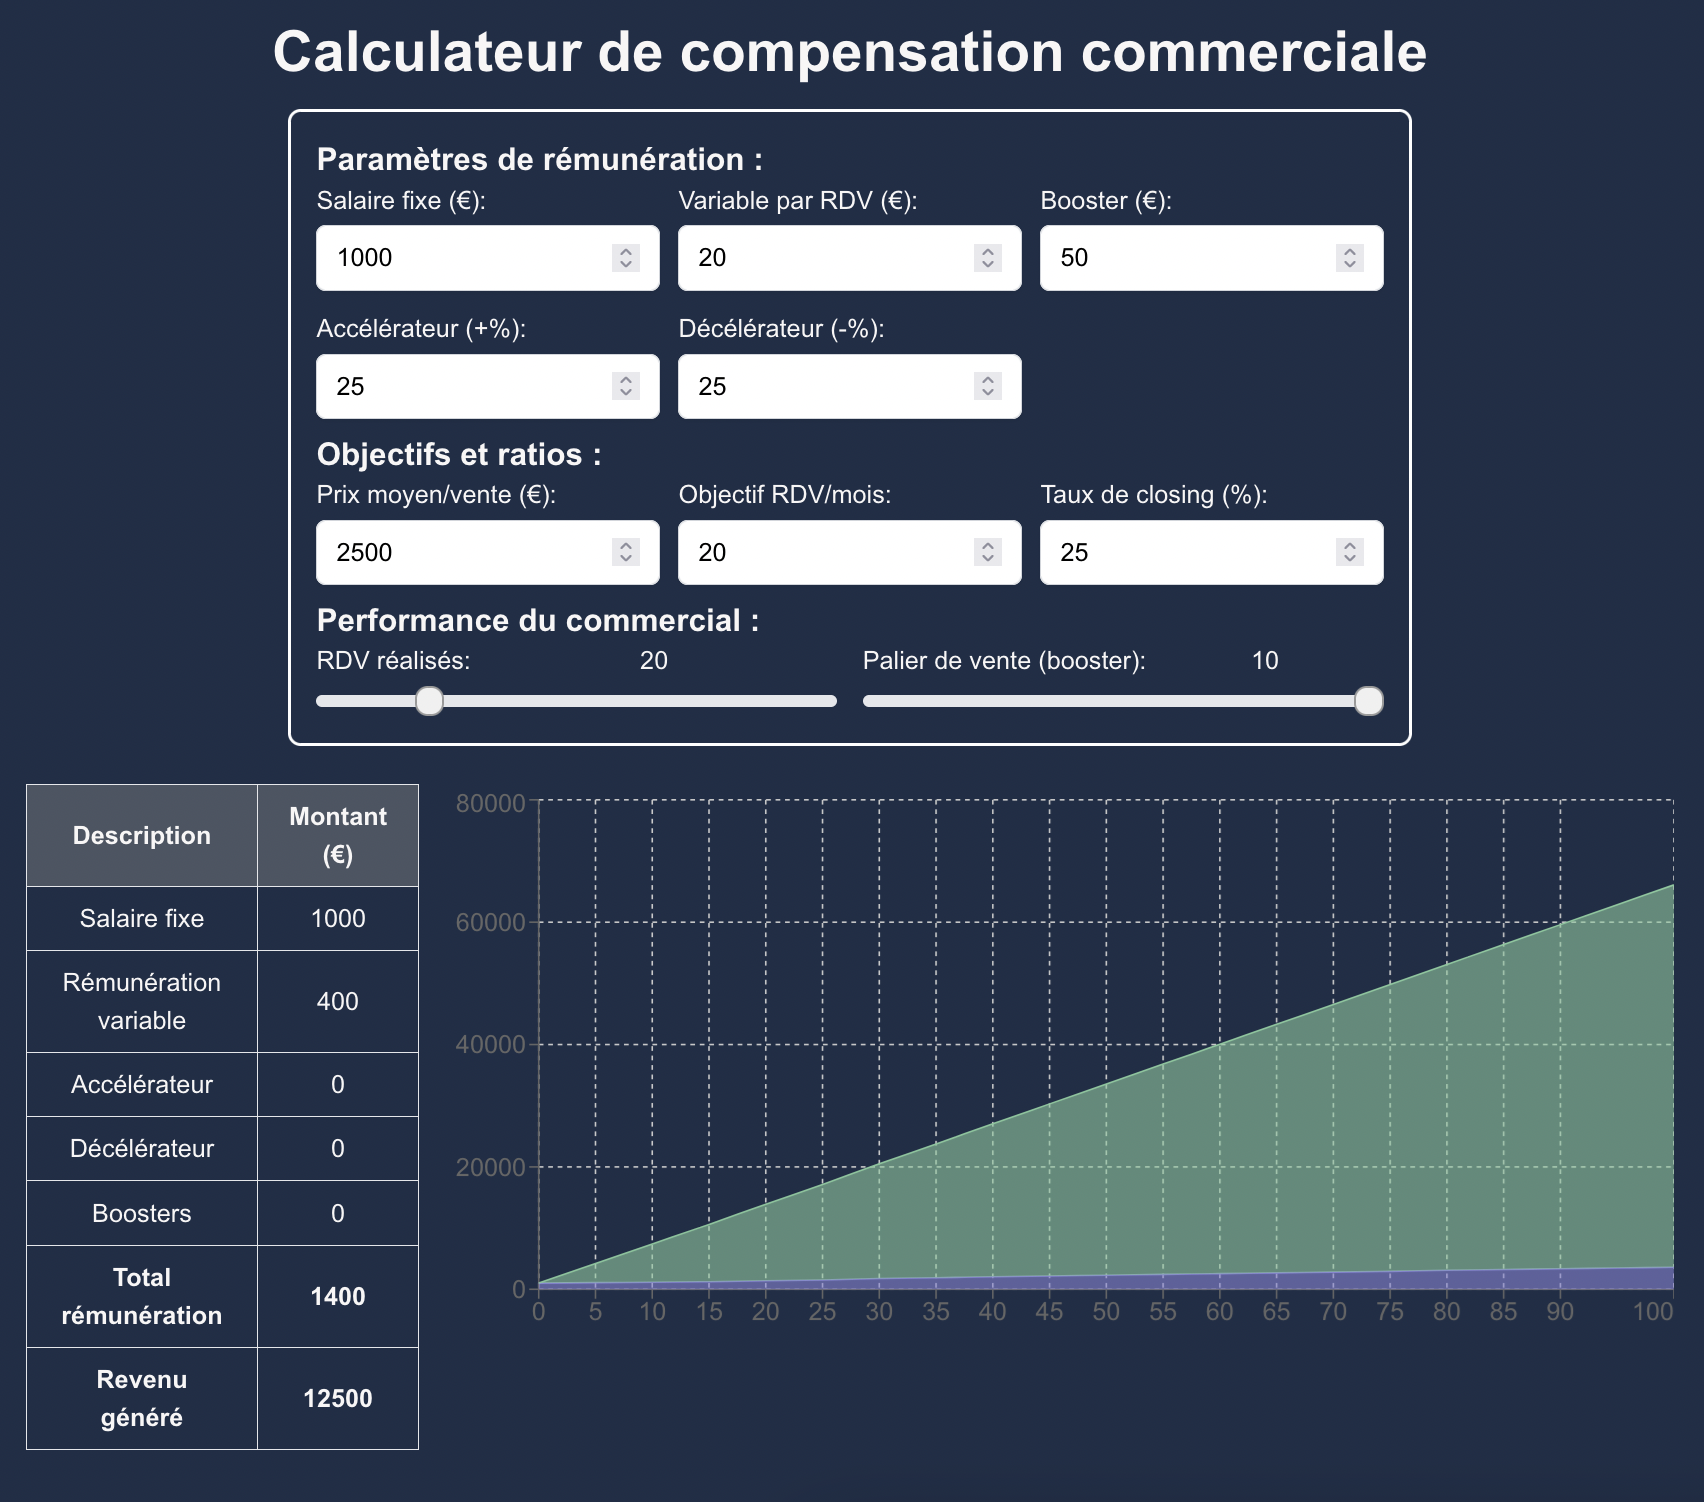 Calculateur de compensation commerciale
Paramètres de rémunération :
Salaire fixe (€): Variable par RDV (€): Booster (€):
1000 20 50
Accélérateur (+%): Décélérateur (-%):
25 25
Objectifs et ratios :
Prix moyen/vente (€): Objectif RDV/mois: Taux de closing (%):
2500 20 25
Performance du commercial :
RDV réalisés: 20 Palier de vente (booster): 10
Description
Montant
(€)
Salaire fixe 1000
Rémunération
variable
400
Accélérateur 0
Décélérateur 0
Boosters 0
Total
rémunération
1400
Revenu
généré
12500
80000
60000
40000
20000
0
0 5 10 15 20 25 30 35 40 45 50 55 60 65 70 75 80 85 90 100